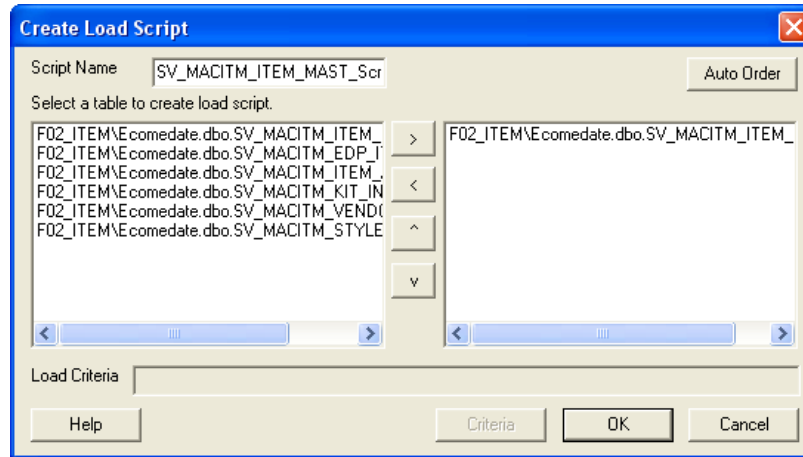 Create Load Script
Script Name SV_MACITM_ITEM_MAST_Scr Auto Order
Select a table to create load script.
F02_ITEM\Ecomedate.dbo.SV_MACITM_ITEM_
F02_ITEM\Ecomedate.dbo.SV_MACITM_EDP_I
F02_ITEM\Ecomedate.dbo.SV_MACITM_ITEM_
F02_ITEM\Ecomedate.dbo.SV_MACITM_KIT_IN
F02_ITEM\Ecomedate.dbo.SV_MACITM_VENDO
F02_ITEM\Ecomedate.dbo.SV_MACITM_STYLE
>
<
^
v
F02_ITEM\Ecomedate.dbo.SV_MACITM_ITEM_
Load Criteria
Help Criteria OK Cancel